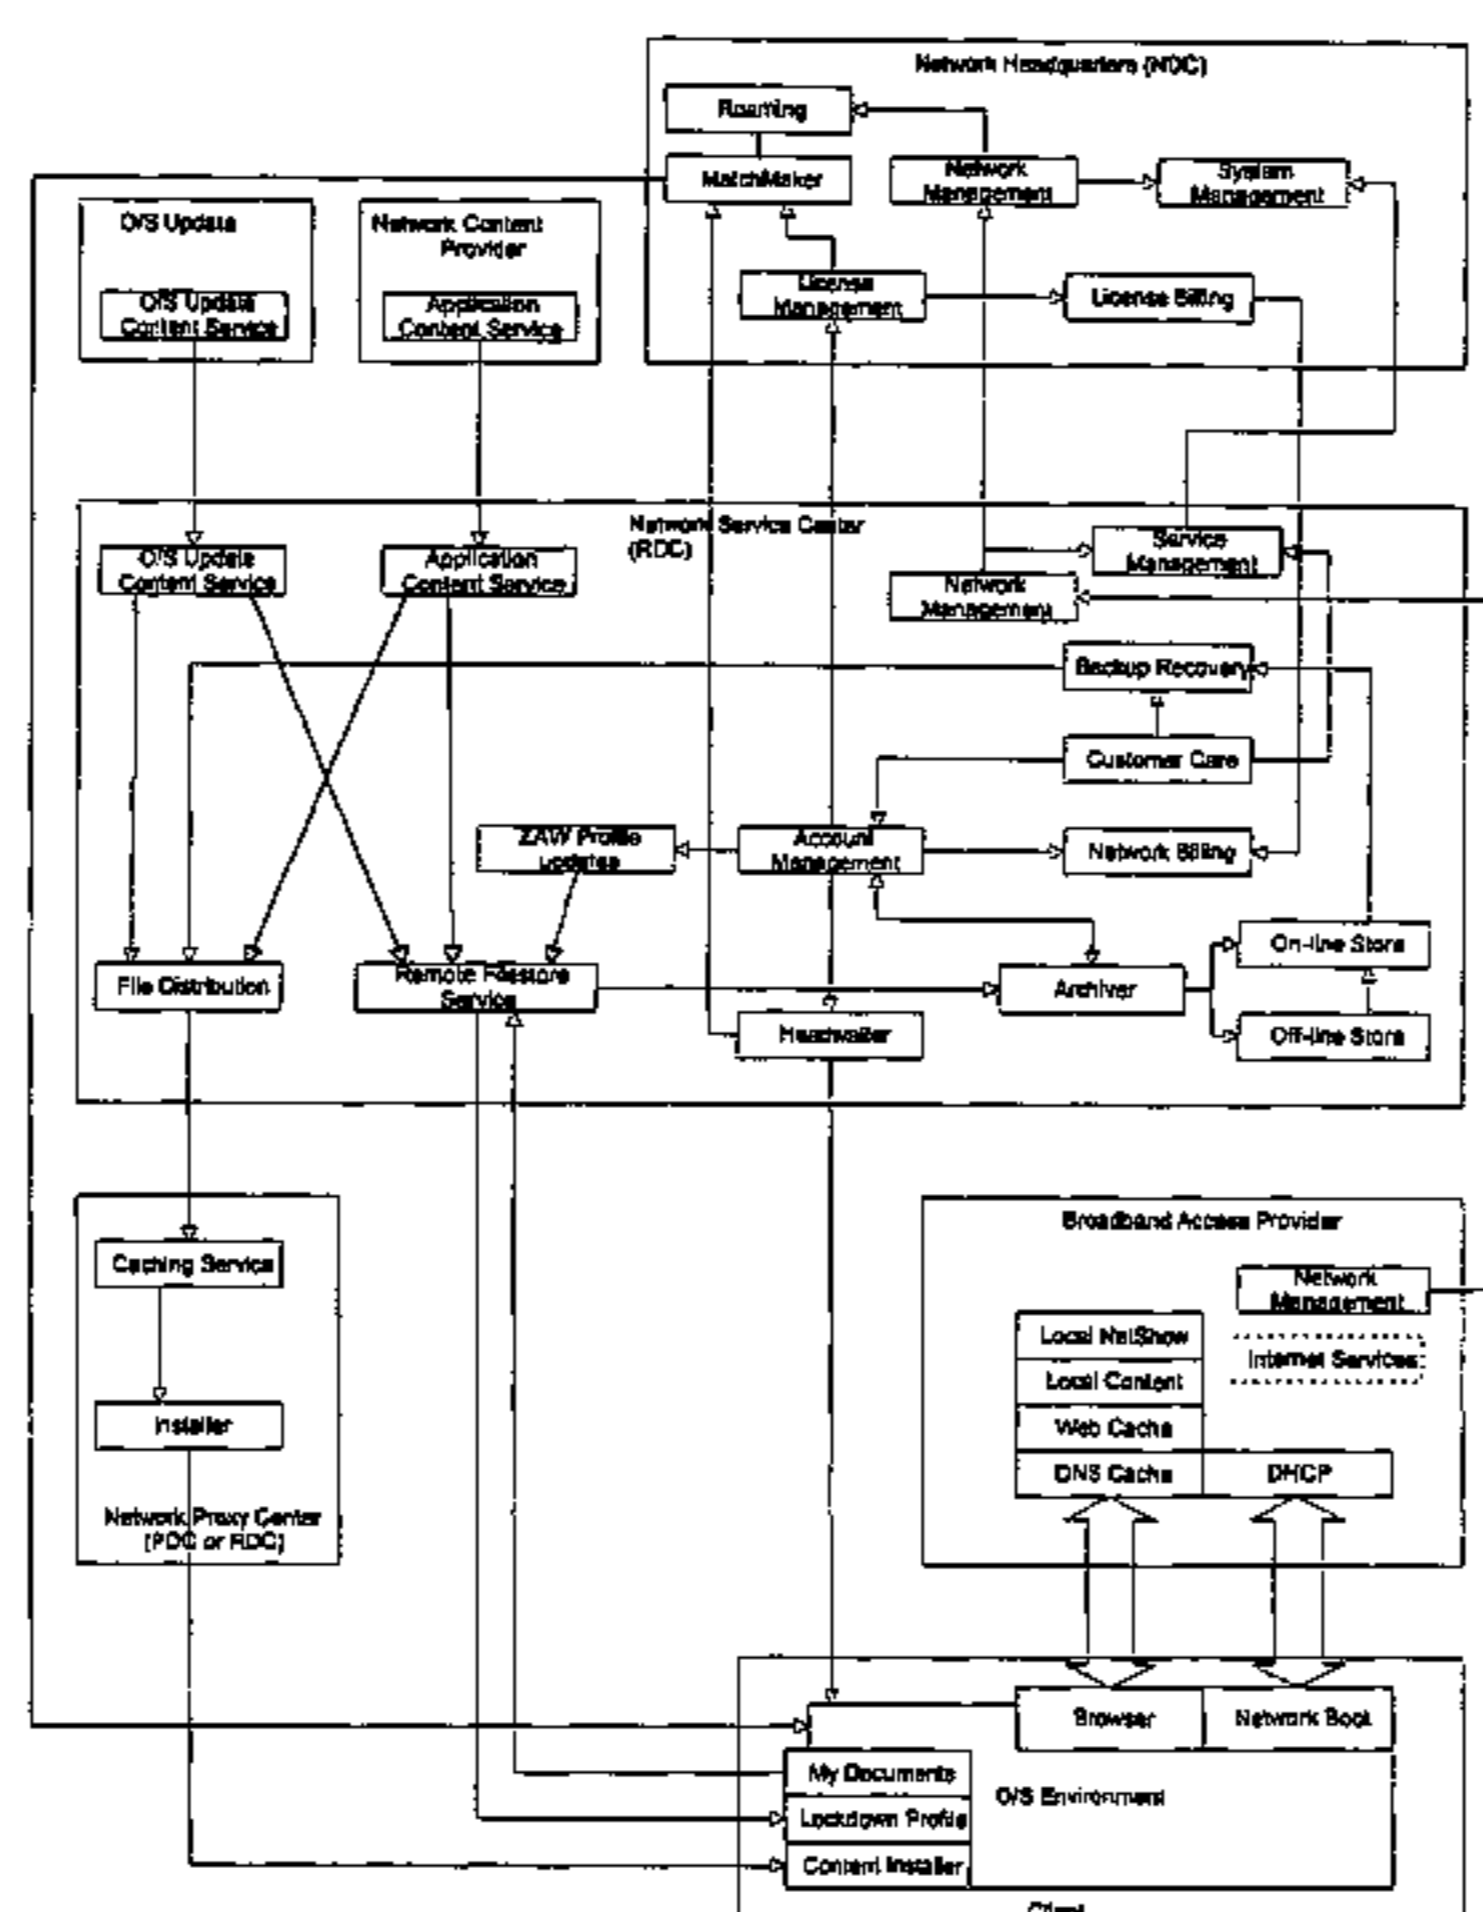 Network Headquarters (NDC)
Roaming
MatchMaker
Network
Management
System
Management
License
Management
License Billing
O/S Update
O/S Update
Content Service
Network Content
Provider
Application
Content Service
Network Service Center
(RDC)
O/S Update
Content Service
Application
Content Service
Service
Management
Network
Management
Backup Recovery
Customer Care
ZAW Profile
updates
Account
Management
Network Billing
File Distribution
Remote Filestore
Service
Archiver
On-line Store
Off-line Store
Headwaiter
Caching Service
Installer
Network Proxy Center
(PDC or RDC)
Broadband Access Provider
Network
Management
Internet Services
Local NetShow
Local Content
Web Cache
DNS Cache
DHCP
Browser
Network Boot
My Documents
O/S Environment
Lockdown Profile
Content Installer
Client